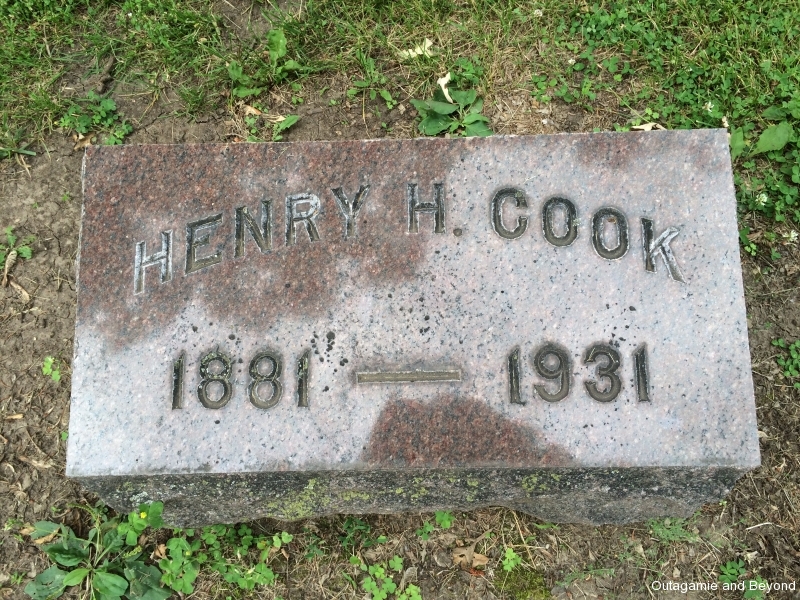 HENRY H. COOK
1881 — 1931
Outagamie and Beyond